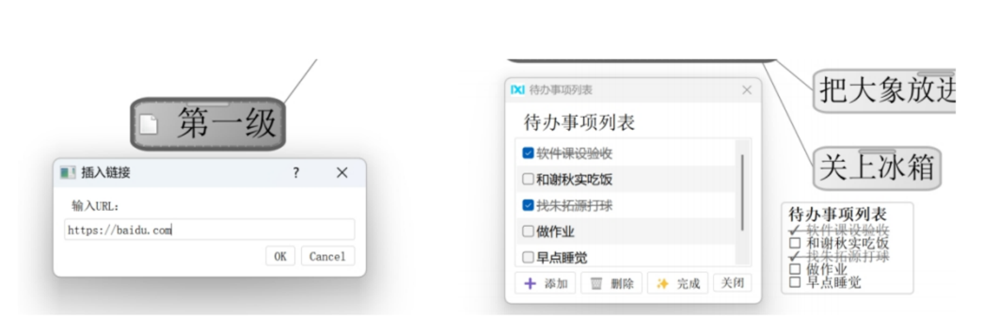 第一级
插入链接
?
输入URL:
https://baidu.com
OK
Cancel
把大象放进
关上冰箱
待办事项列表
待办事项列表
软件课设验收
和谢秋实吃饭
找朱拓源打球
做作业
早点睡觉
添加
删除
完成
关闭
待办事项列表
软件课设验收
和谢秋实吃饭
找朱拓源打球
做作业
早点睡觉